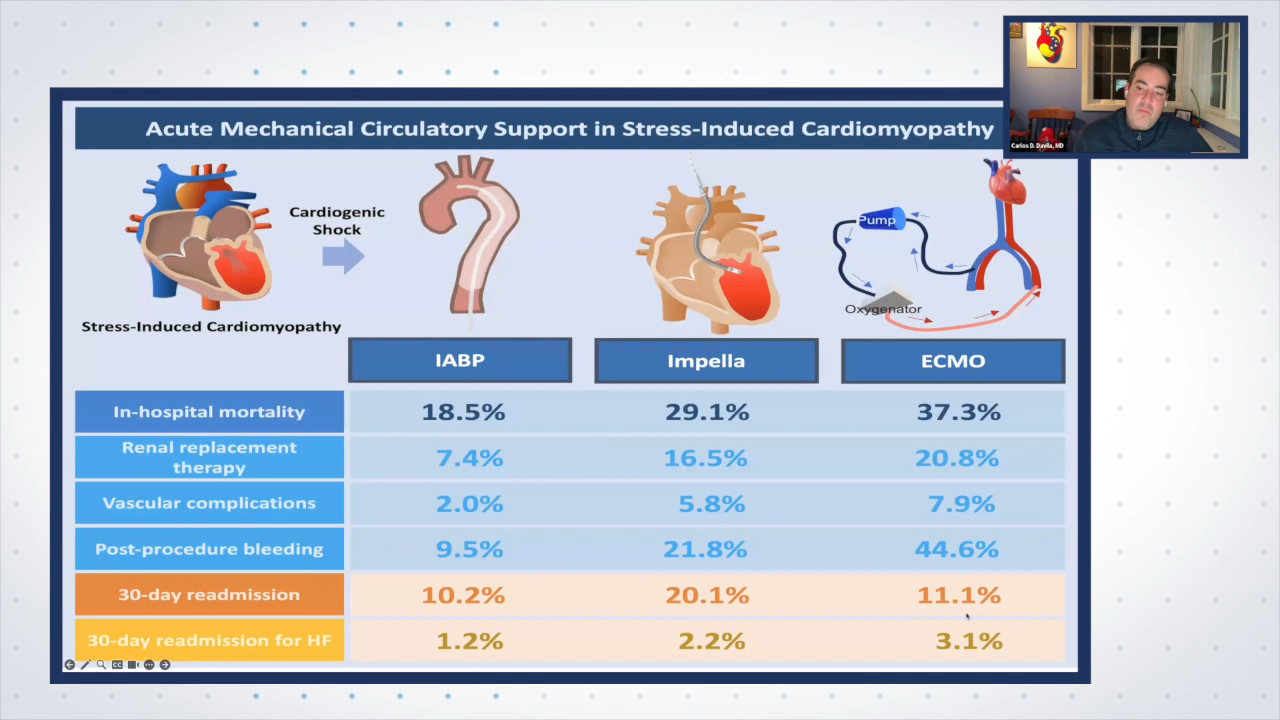 Acute Mechanical Circulatory Support in Stress-Induced Cardiomyopathy
Carlos D. Davila, MD
Cardiogenic
Shock
Stress-Induced Cardiomyopathy
Pump
Oxygenator
IABP
Impella
ECMO
In-hospital mortality
18.5%
29.1%
37.3%
Renal replacement
therapy
7.4%
16.5%
20.8%
Vascular complications
2.0%
5.8%
7.9%
Post-procedure bleeding
9.5%
21.8%
44.6%
30-day readmission
10.2%
20.1%
11.1%
30-day readmission for HF
1.2%
2.2%
3.1%